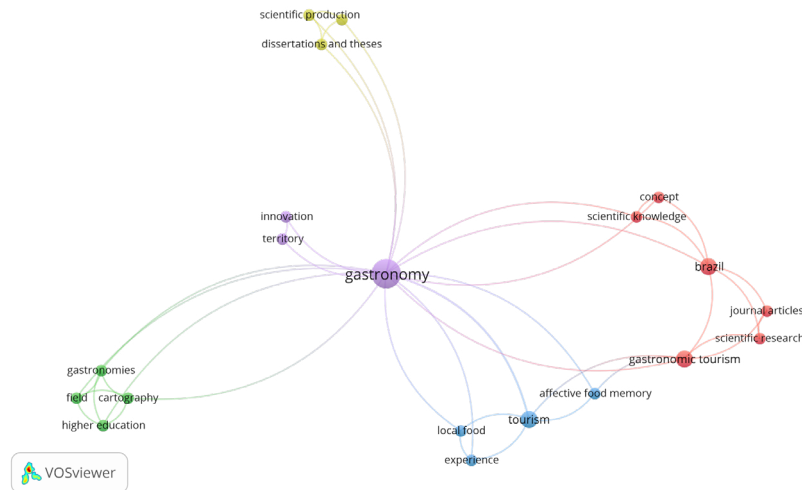 scientific production
dissertations and theses
concept
innovation
scientific knowledge
territory
brazil
gastronomy
journal articles
scientific research
gastronomic tourism
gastronomies
affective food memory
field
cartography
tourism
higher education
local food
experience
VOSviewer